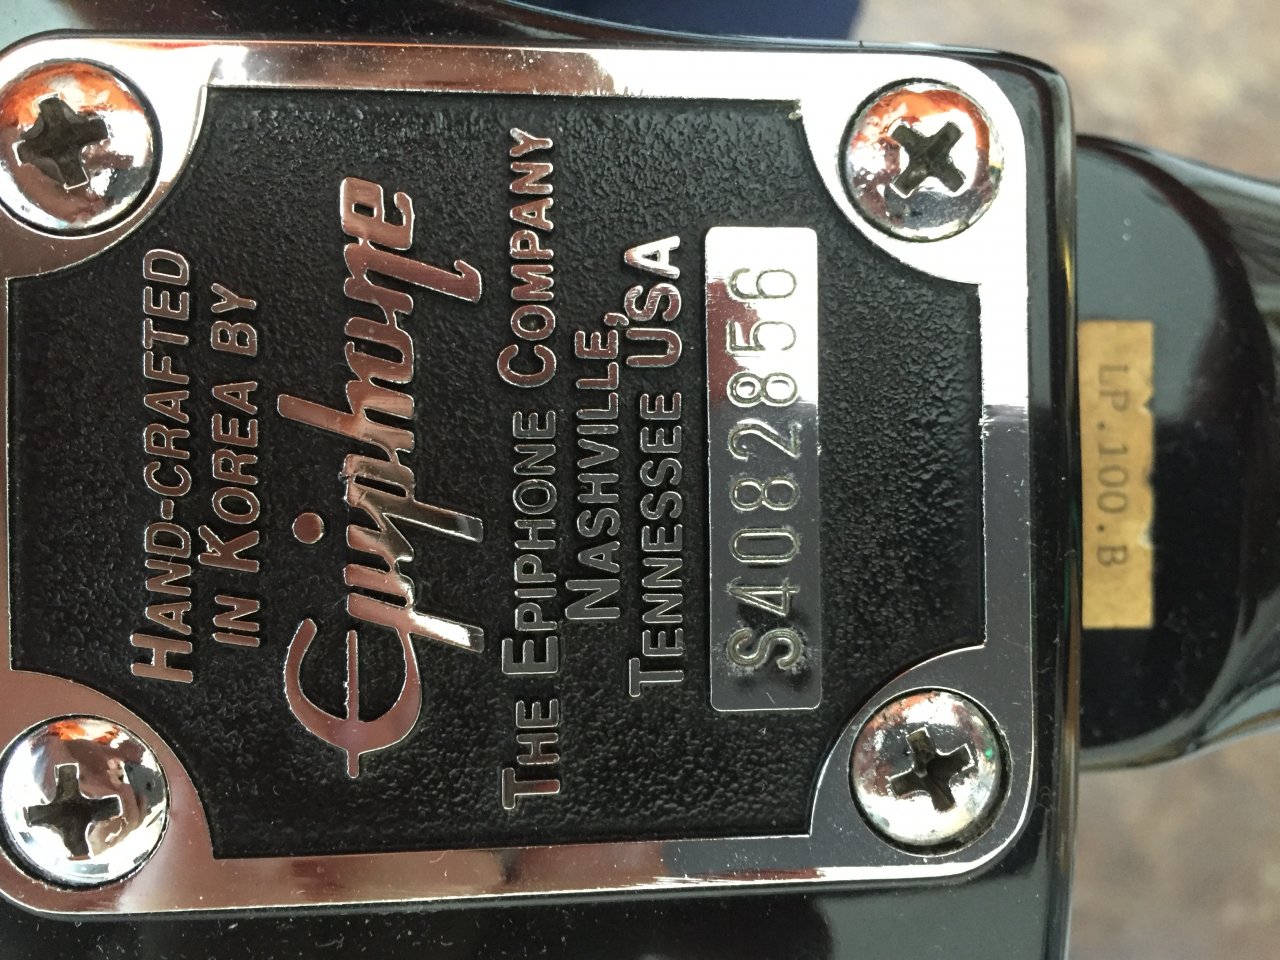 HAND-CRAFTED
IN KOREA BY
Epiphone
THE EPIPHONE COMPANY
NASHVILLE,
TENNESSEE USA
S4082856
LP.100.B